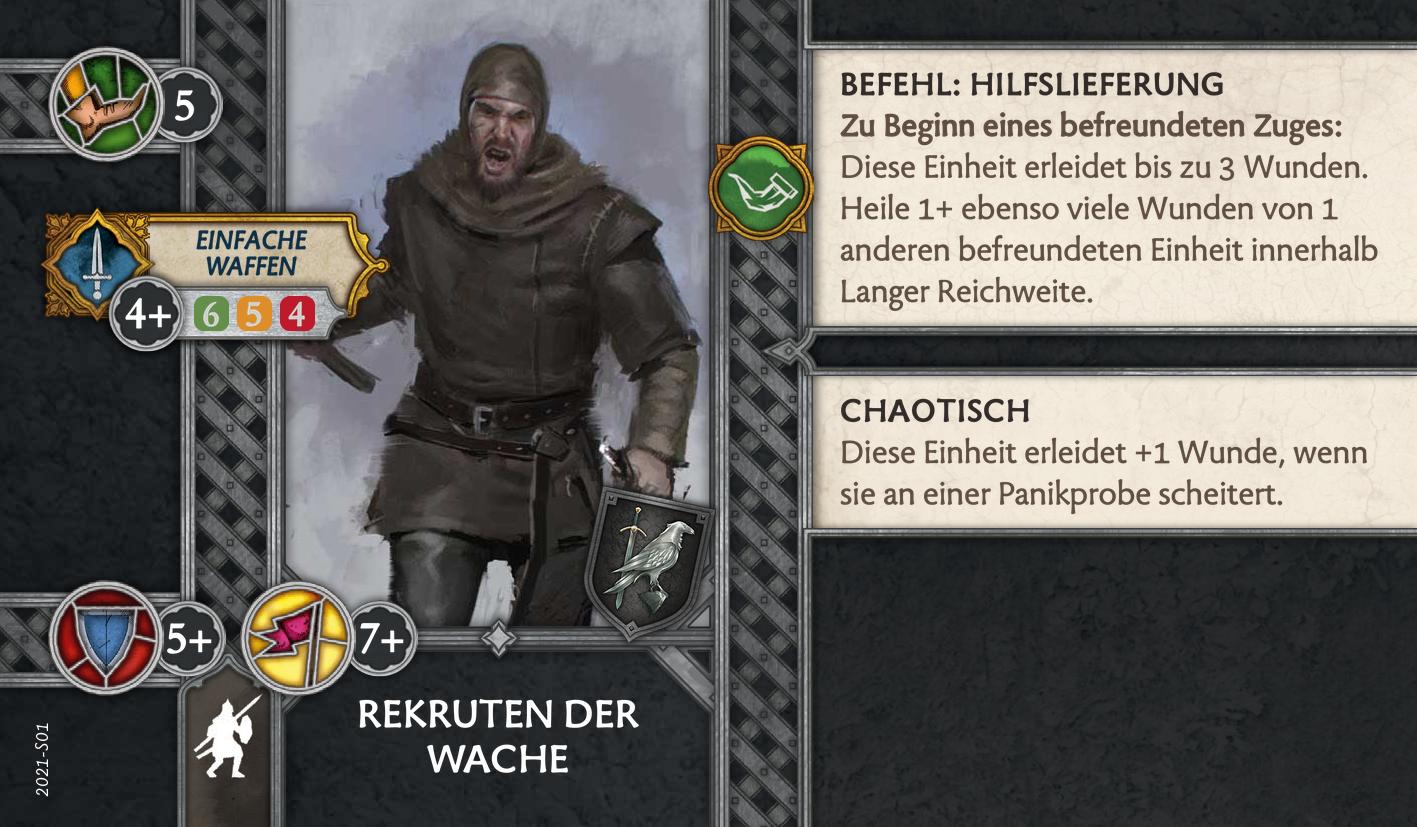 5
EINFACHE
WAFFEN
4+ 6 5 4
5+ 7+
REKRUTEN DER
WACHE
2021-S01
BEFEHL: HILFSLIEFERUNG
Zu Beginn eines befreundeten Zuges:
Diese Einheit erleidet bis zu 3 Wunden.
Heile 1+ ebenso viele Wunden von 1
anderen befreundeten Einheit innerhalb
Langer Reichweite.
CHAOTISCH
Diese Einheit erleidet +1 Wunde, wenn
sie an einer Panikprobe scheitert.